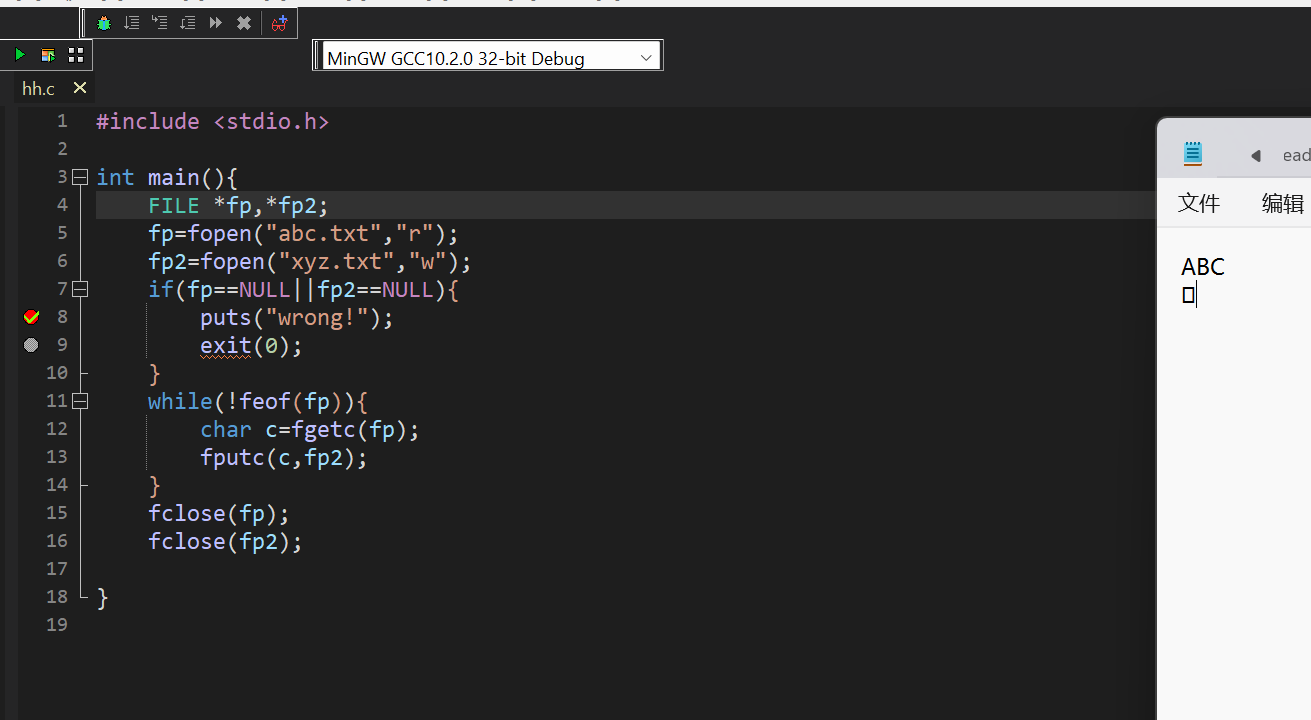 MinGW GCC10.2.0 32-bit Debug
hh.c
1 #include <stdio.h>
2
3 int main(){
4 FILE *fp,*fp2;
5 fp=fopen("abc.txt","r");
6 fp2=fopen("xyz.txt","w");
7 if(fp==NULL||fp2==NULL){
8 puts("wrong!");
9 exit(0);
10 }
11 while(!feof(fp)){
12 char c=fgetc(fp);
13 fputc(c,fp2);
14 }
15 fclose(fp);
16 fclose(fp2);
17
18 }
19
ead
文件 编辑
ABC